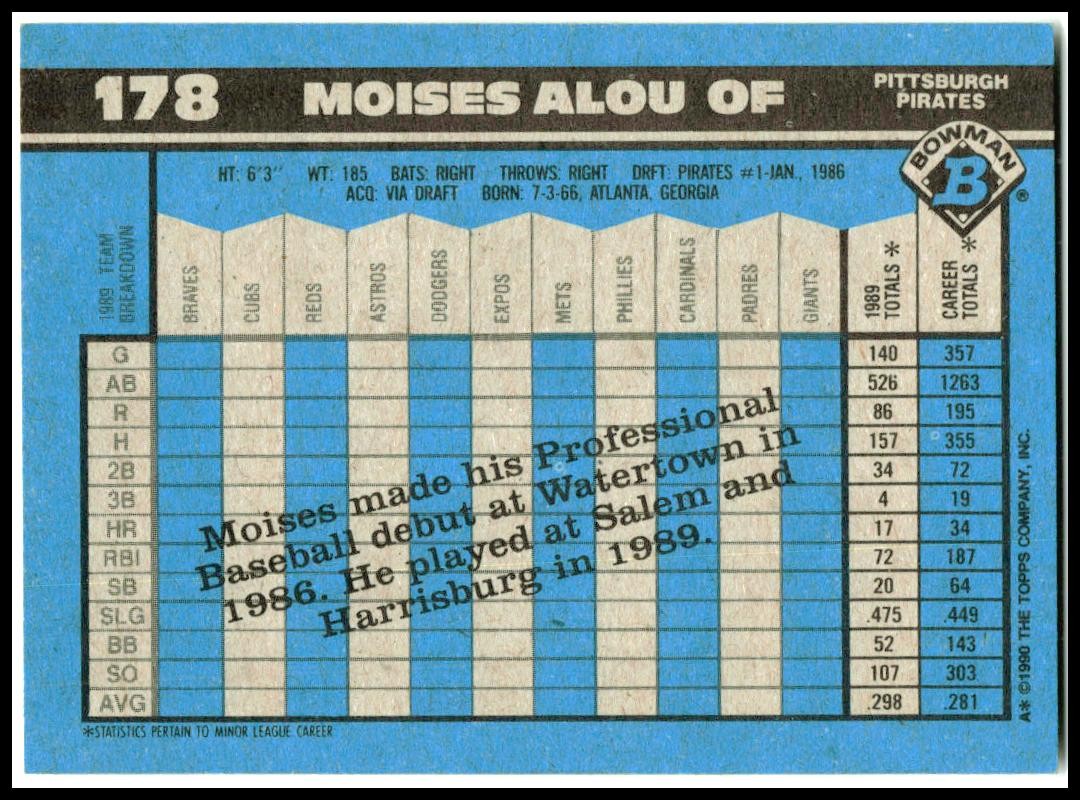 178 MOISES ALOU OF PITTSBURGH
PIRATES
BOWMAN
B
®
HT: 6'3" WT: 185 BATS: RIGHT THROWS: RIGHT DRFT: PIRATES #1-JAN., 1986
ACQ: VIA DRAFT BORN: 7-3-66, ATLANTA, GEORGIA
1989 TEAM
BREAKDOWN
BRAVES
CUBS
REDS
ASTROS
DODGERS
EXPOS
METS
PHILLIES
CARDINALS
PADRES
GIANTS
1989
TOTALS *
CAREER
TOTALS *
G 140 357
AB 526 1263
R 86 195
H 157 355
2B 34 72
3B 4 19
HR 17 34
RBI 72 187
SB 20 64
SLG .475 .449
BB 52 143
SO 107 303
AVG .298 .281
Moises made his Professional
Baseball debut at Watertown in
1986. He played at Salem and
Harrisburg in 1989.
*STATISTICS PERTAIN TO MINOR LEAGUE CAREER
A* ©1990 THE TOPPS COMPANY, INC.